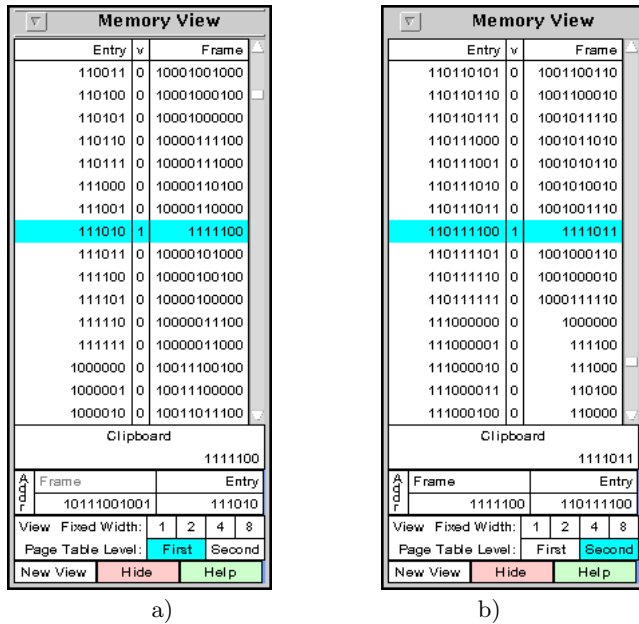 Memory View
Entry v Frame
110011 0 10001001000
110100 0 10001000100
110101 0 10001000000
110110 0 10000111100
110111 0 10000111000
111000 0 10000110100
111001 0 10000110000
111010 1 1111100
111011 0 10000101000
111100 0 10000100100
111101 0 10000100000
111110 0 10000011100
111111 0 10000011000
1000000 0 10011100100
1000001 0 10011100000
1000010 0 10011011100
Clipboard
1111100
Addr
Frame Entry
10111001001 111010
View Fixed Width: 1 2 4 8
Page Table Level: First Second
New View Hide Help
a)
Memory View
Entry v Frame
110110101 0 1001100110
110110110 0 1001100010
110110111 0 1001011110
110111000 0 1001011010
110111001 0 1001010110
110111010 0 1001010010
110111011 0 1001001110
110111100 1 1111011
110111101 0 1001000110
110111110 0 1001000010
110111111 0 1000111110
111000000 0 1000000
111000001 0 111100
111000010 0 111000
111000011 0 110100
111000100 0 110000
Clipboard
1111011
Addr
Frame Entry
1111100 110111100
View Fixed Width: 1 2 4 8
Page Table Level: First Second
New View Hide Help
b)